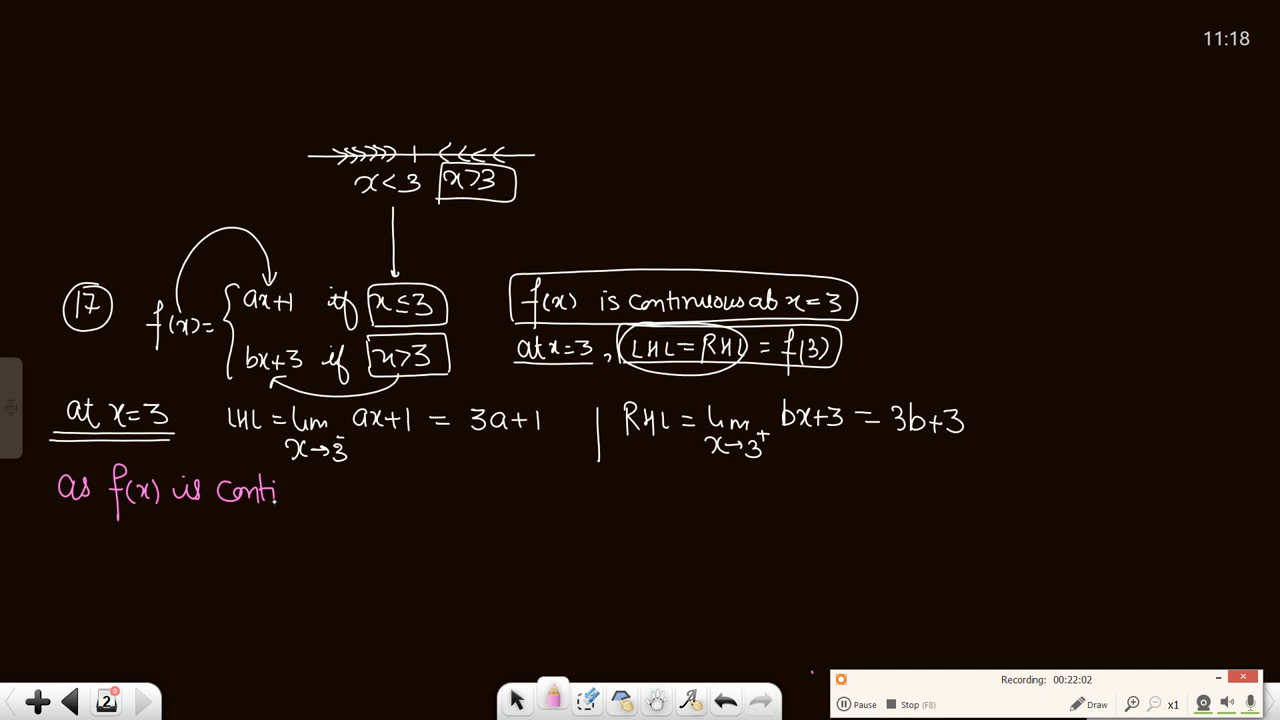 11:18
x<3 x>3
17 f(x)= { ax+1 if x≤3
bx+3 if x>3
f(x) is continuous at x=3
at x=3, LHL=RHL = f(3)
at x=3 LHL = lim x→3⁻ ax+1 = 3a+1 | RHL = lim x→3⁺ bx+3 = 3b+3
as f(x) is conti
2 0
Recording: 00:22:02
Pause Stop (F8) Draw x1